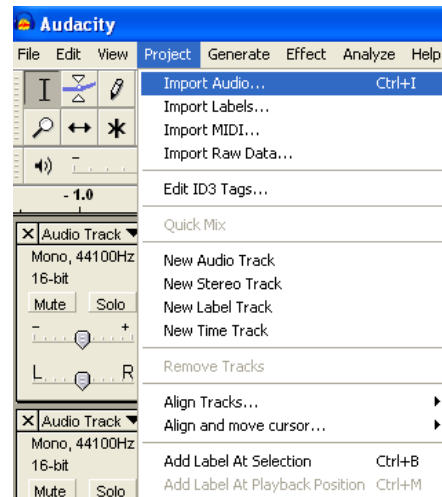 Audacity
File Edit View Project Generate Effect Analyze Help
Import Audio... Ctrl+I
Import Labels...
Import MIDI...
Import Raw Data...
Edit ID3 Tags...
Quick Mix
New Audio Track
New Stereo Track
New Label Track
New Time Track
Remove Tracks
Align Tracks...
Align and move cursor...
Add Label At Selection Ctrl+B
Add Label At Playback Position Ctrl+M
- 1.0
X Audio Track
Mono, 44100Hz
16-bit
Mute Solo
- +
L R
X Audio Track
Mono, 44100Hz
16-bit
Mute Solo